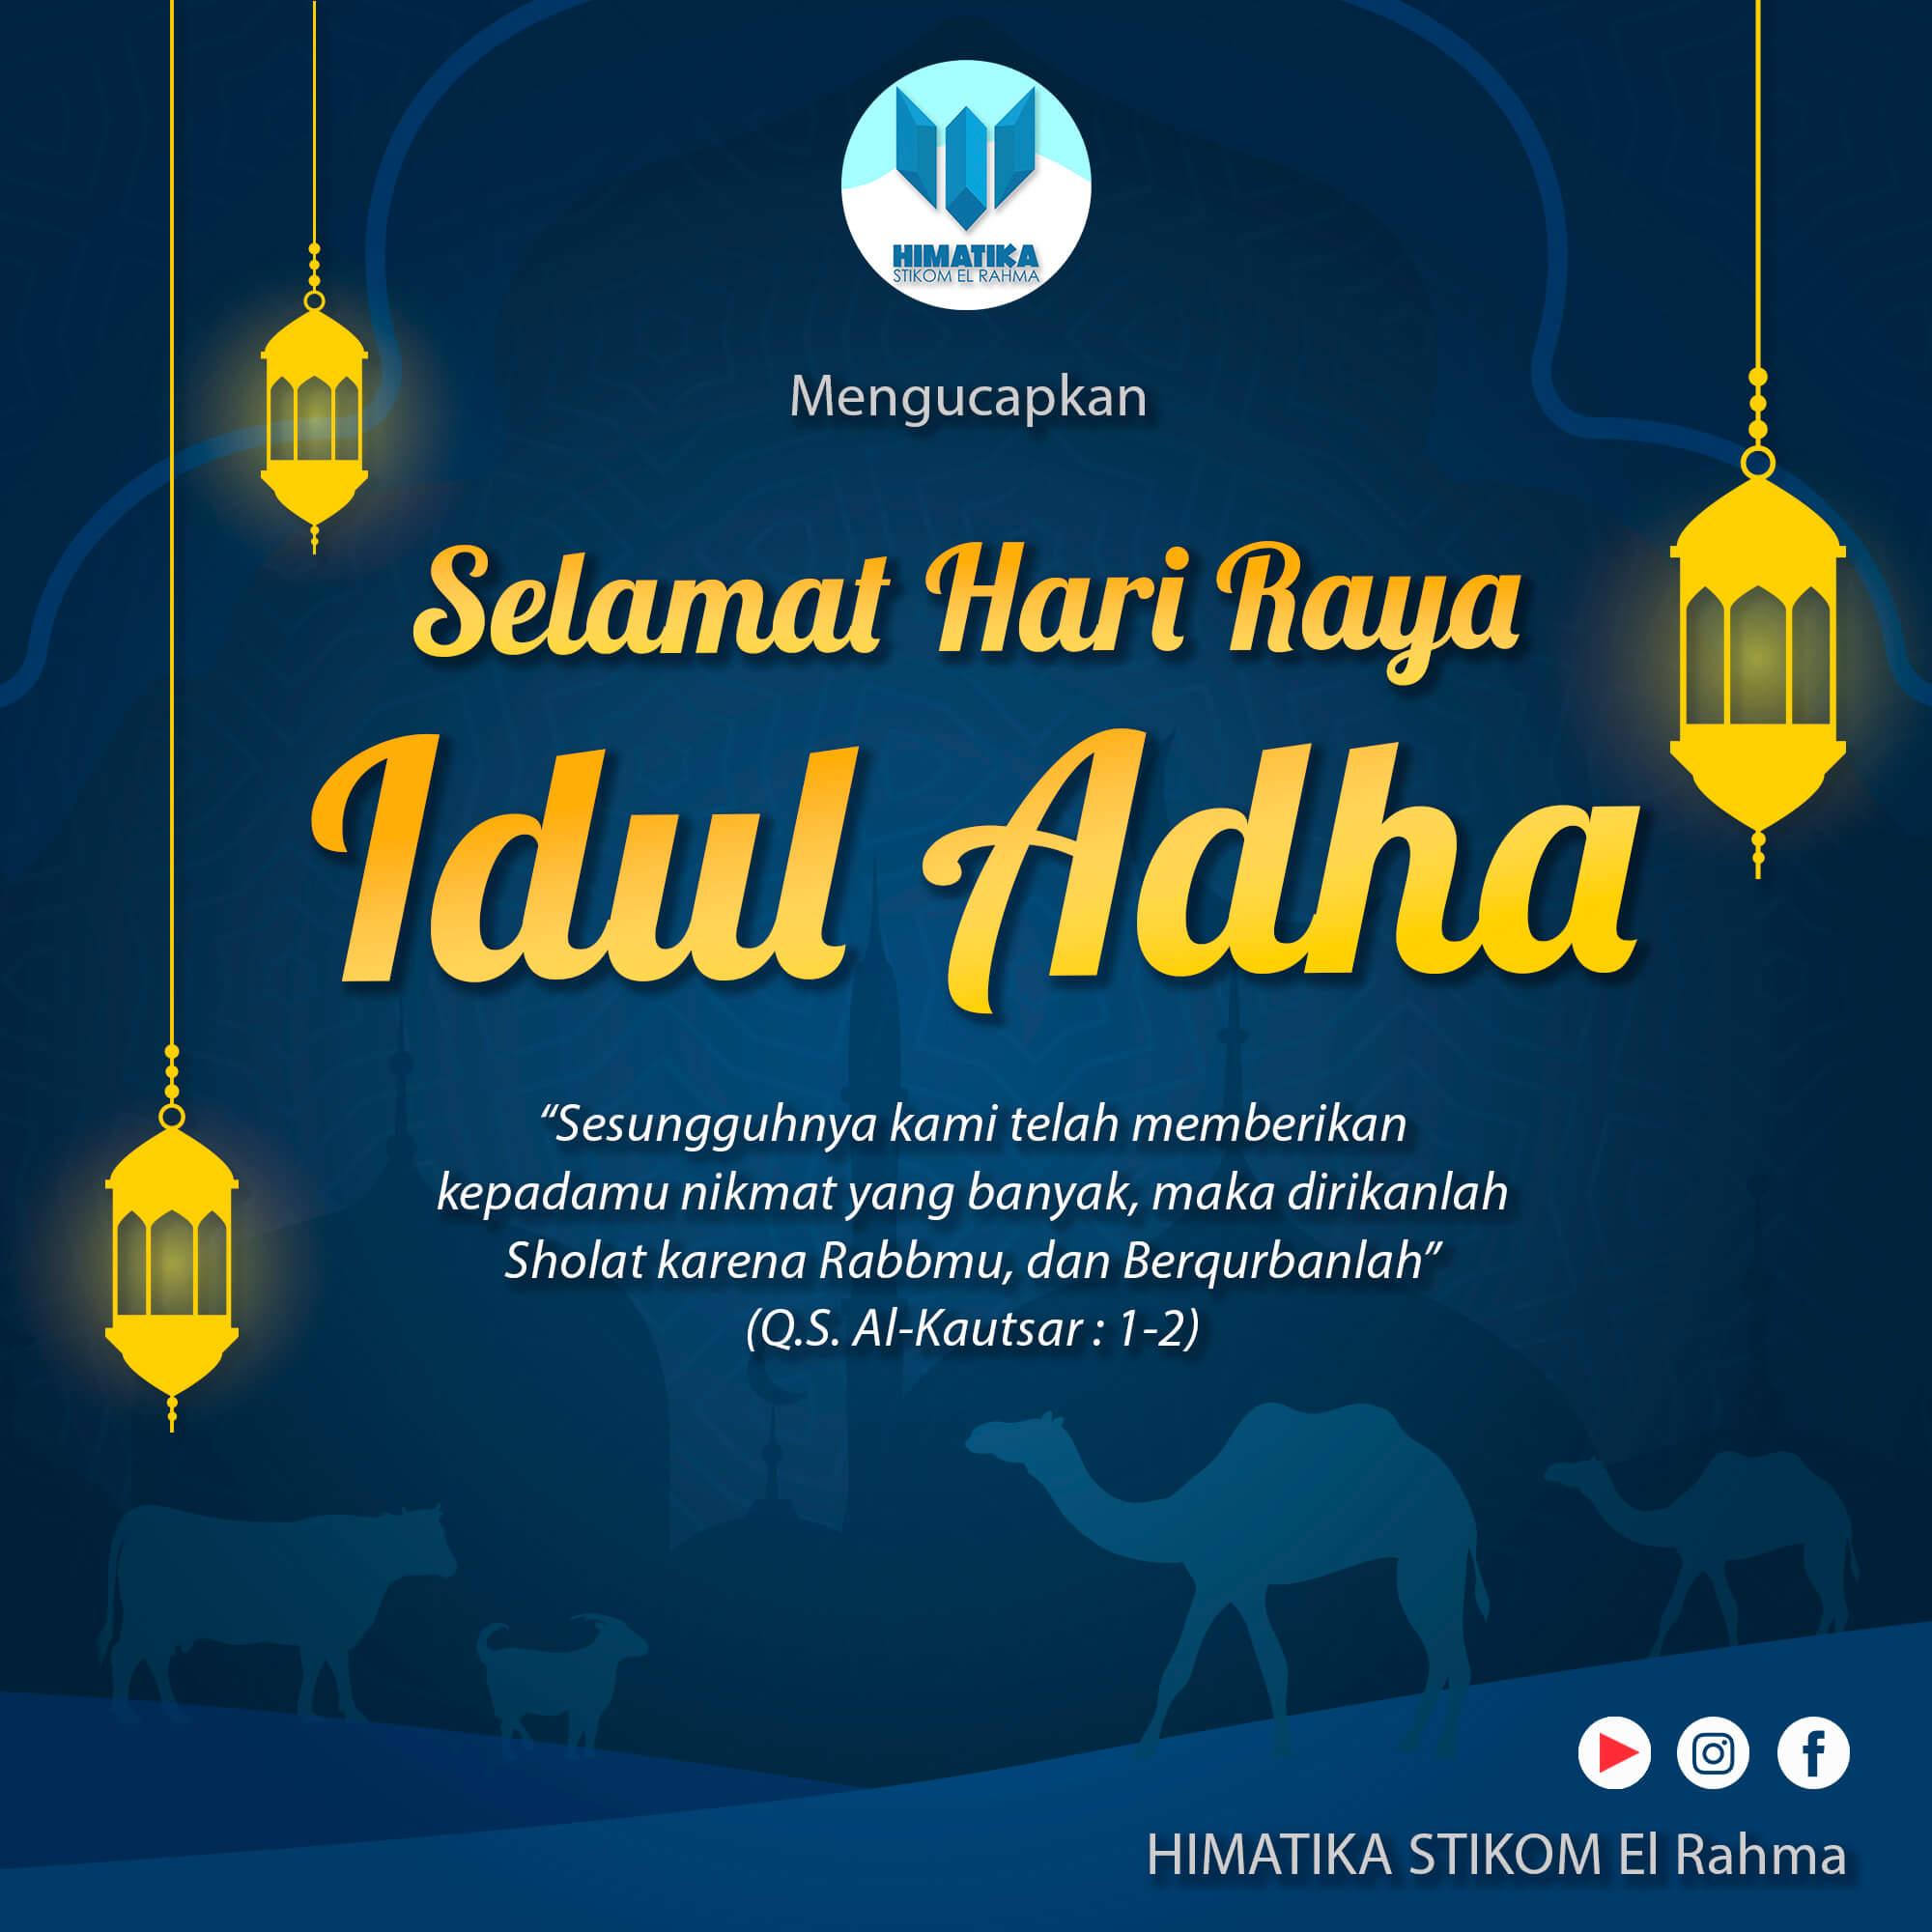 HIMATIKA
STIKOM EL RAHMA
Mengucapkan
Selamat Hari Raya
Idul Adha
“Sesungguhnya kami telah memberikan
kepadamu nikmat yang banyak, maka dirikanlah
Sholat karena Rabbmu, dan Berqurbanlah”
(Q.S. Al-Kautsar : 1-2)
HIMATIKA STIKOM El Rahma